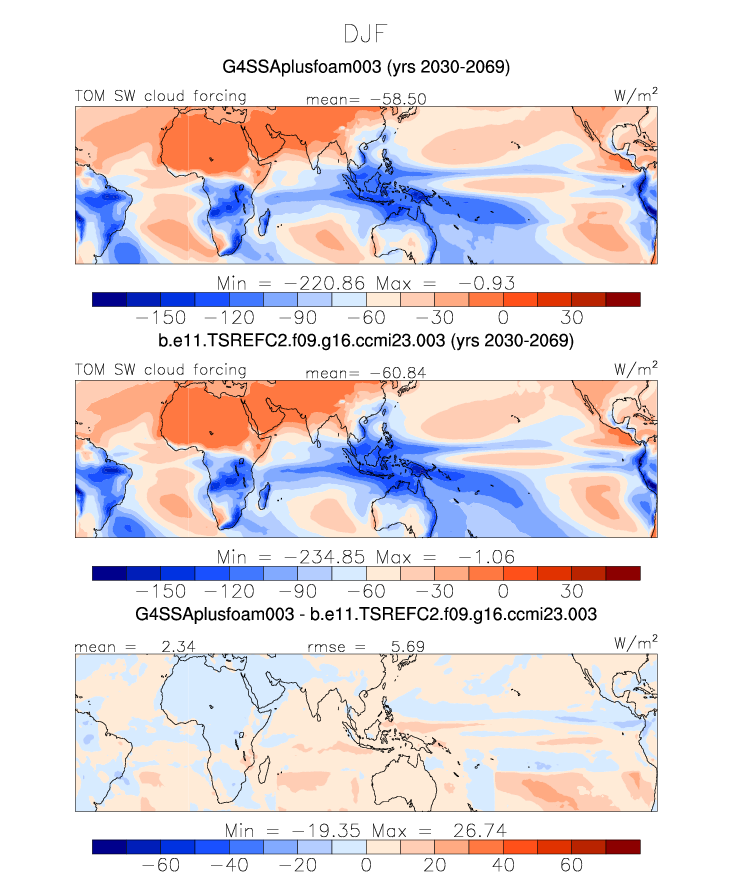 DJF
G4SSAplusfoam003 (yrs 2030-2069)
TOM SW cloud forcing mean= −58.50 W/m²
Min = −220.86 Max = −0.93
−150 −120 −90 −60 −30 0 30
b.e11.TSREFC2.f09.g16.ccmi23.003 (yrs 2030-2069)
TOM SW cloud forcing mean= −60.84 W/m²
Min = −234.85 Max = −1.06
−150 −120 −90 −60 −30 0 30
G4SSAplusfoam003 - b.e11.TSREFC2.f09.g16.ccmi23.003
mean = 2.34 rmse = 5.69 W/m²
Min = −19.35 Max = 26.74
−60 −40 −20 0 20 40 60